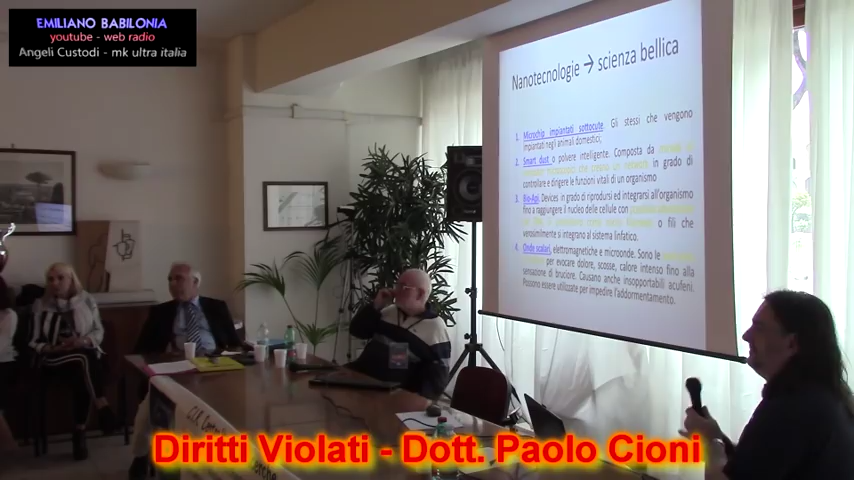 EMILIANO BABILONIA
youtube - web radio
Angeli Custodi - mk ultra italia
Nanotecnologie → scienza bellica
1. Microchip impiantati sottocute. Gli stessi che vengono
impiantati negli animali domestici;
2. Smart dust o polvere intelligente. Composta da
in grado di
controllare e dirigere le funzioni vitali di un organismo
3. Bio-Api. Devices in grado di riprodursi ed integrarsi all'organismo
fino a raggiungere il nucleo delle cellule con
o fili che
verosimilmente si integrano al sistema linfatico.
4. Onde scalari, elettromagnetiche e microonde. Sono le
per evocare dolore, scosse, calore intenso fino alla
sensazione di bruciore. Causano anche insopportabili acufeni.
Possono essere utilizzate per impedire l'addormentamento.
Diritti Violati - Dott. Paolo Cioni